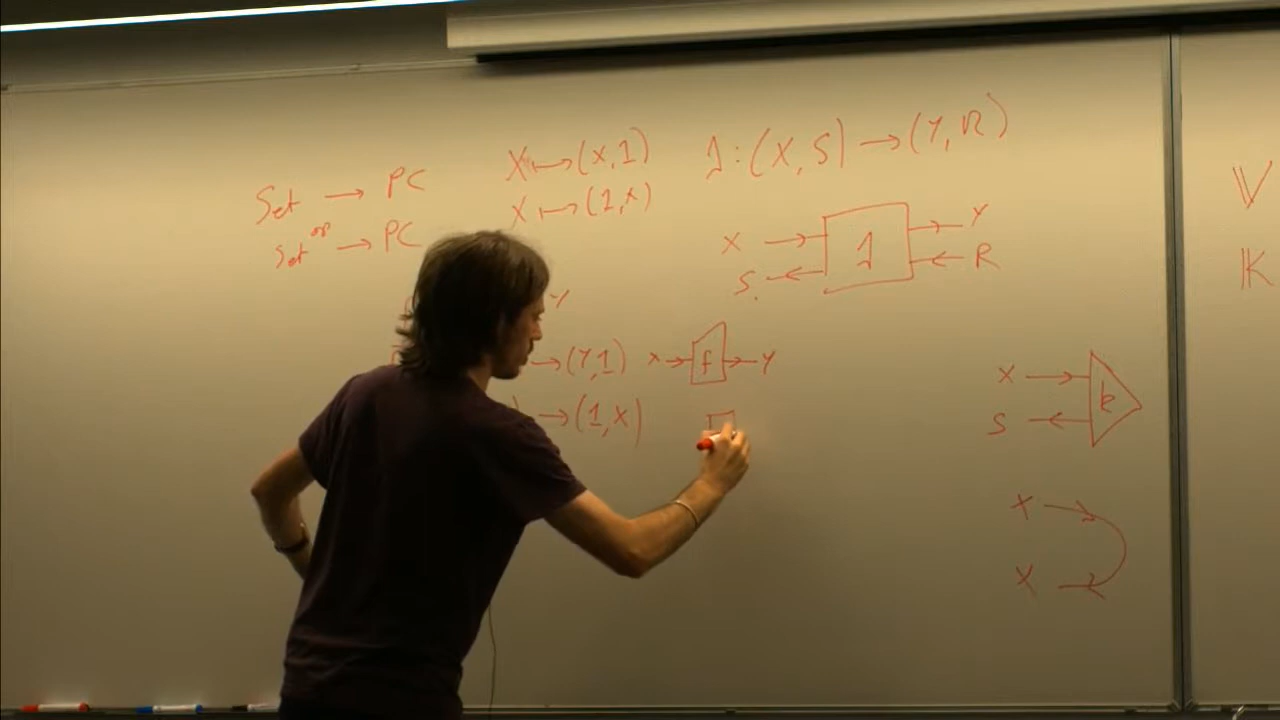 Set → PC
Set^op → PC
X ↦ (X,1)
X ↦ (1,X)
Y
→ (Y,1)
→ (1,X)
X → f → Y
: (X,S) → (Y,R)
X
S
Y
R
X
S
k
X
X
V
K